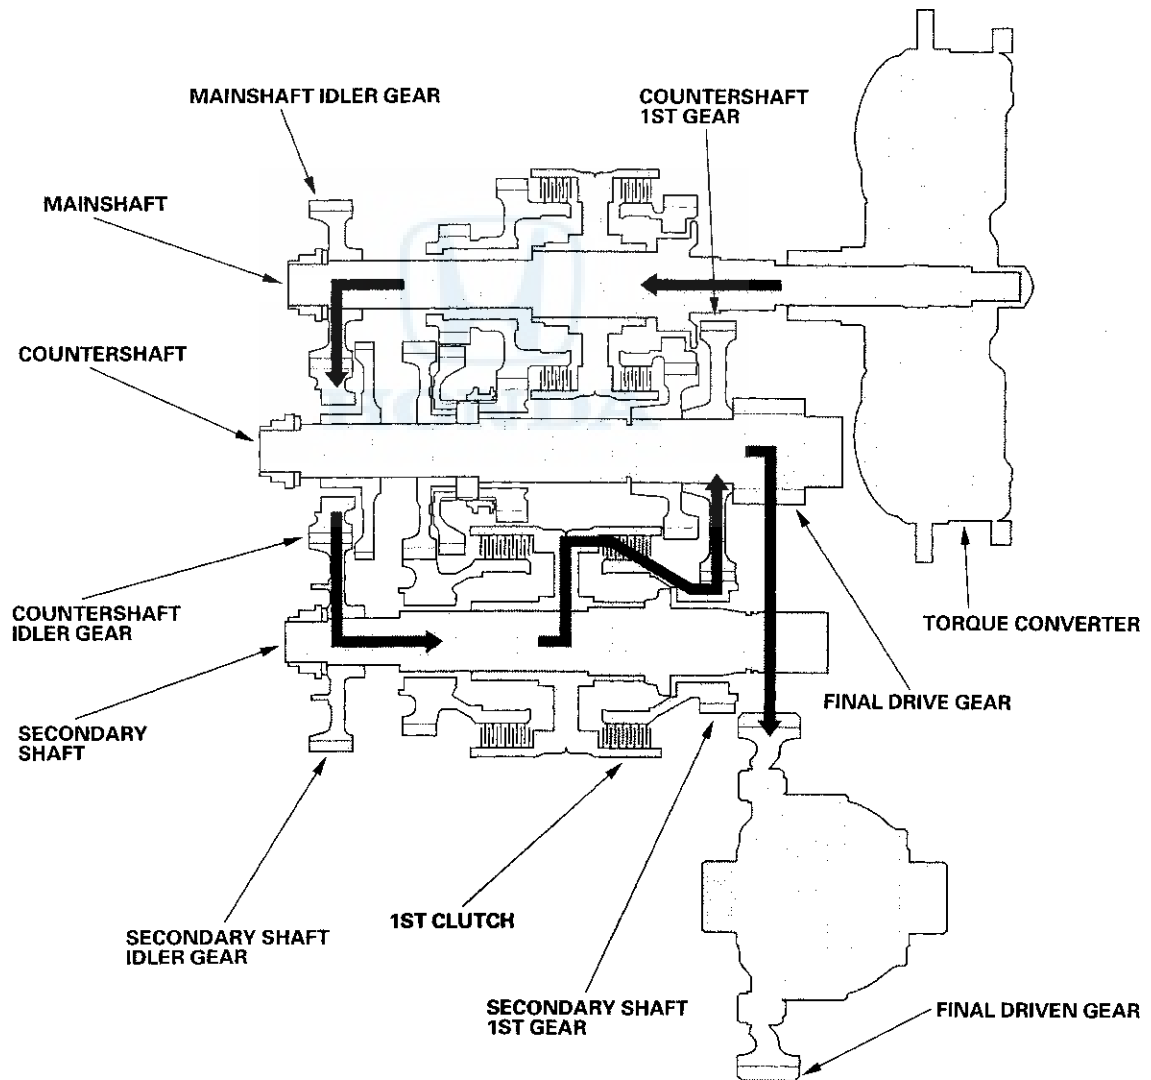 MAINSHAFT IDLER GEAR
COUNTERSHAFT
1ST GEAR
MAINSHAFT
COUNTERSHAFT
HONDA
COUNTERSHAFT
IDLER GEAR
TORQUE CONVERTER
FINAL DRIVE GEAR
SECONDARY
SHAFT
1ST CLUTCH
SECONDARY SHAFT
IDLER GEAR
SECONDARY SHAFT
1ST GEAR
FINAL DRIVEN GEAR